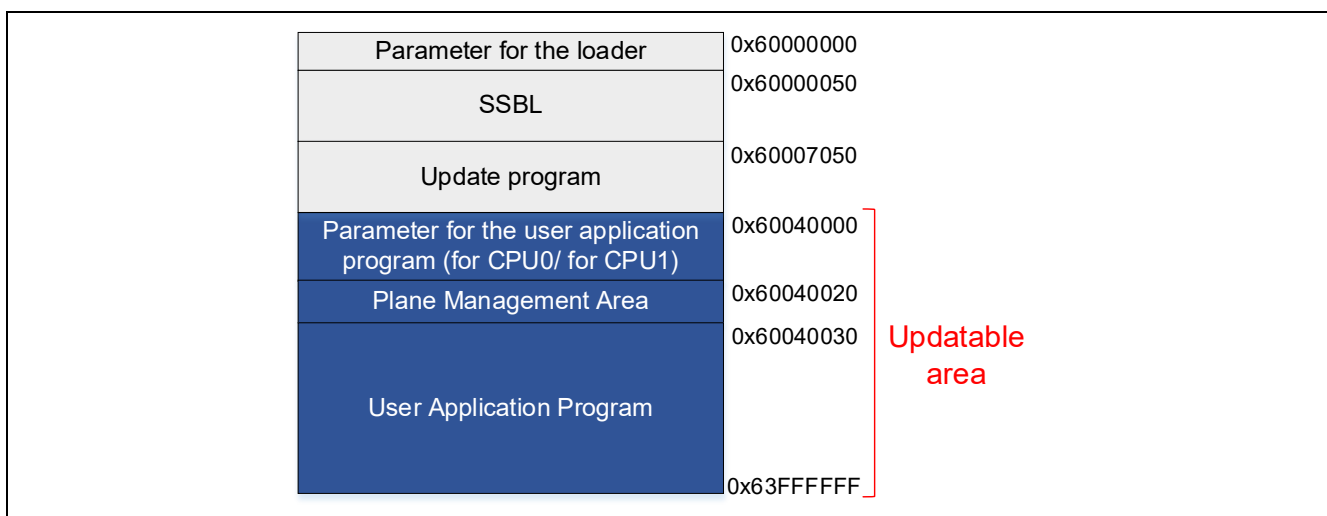 Parameter for the loader
0x60000000
SSBL
0x60000050
Update program
0x60007050
Parameter for the user application
program (for CPU0/ for CPU1)
0x60040000
Plane Management Area
0x60040020
User Application Program
0x60040030
0x63FFFFFF
Updatable
area